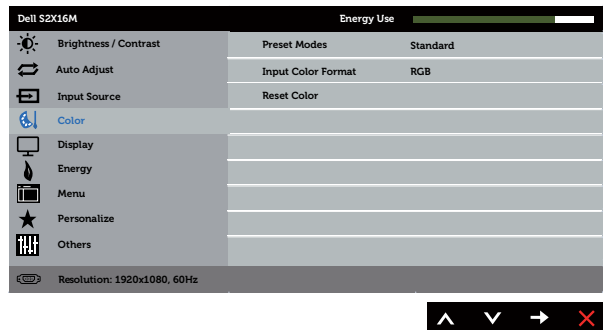 Dell S2X16M Energy Use
Brightness / Contrast Preset Modes Standard
Auto Adjust Input Color Format RGB
Input Source Reset Color
Color
Display
Energy
Menu
Personalize
Others
Resolution: 1920x1080, 60Hz